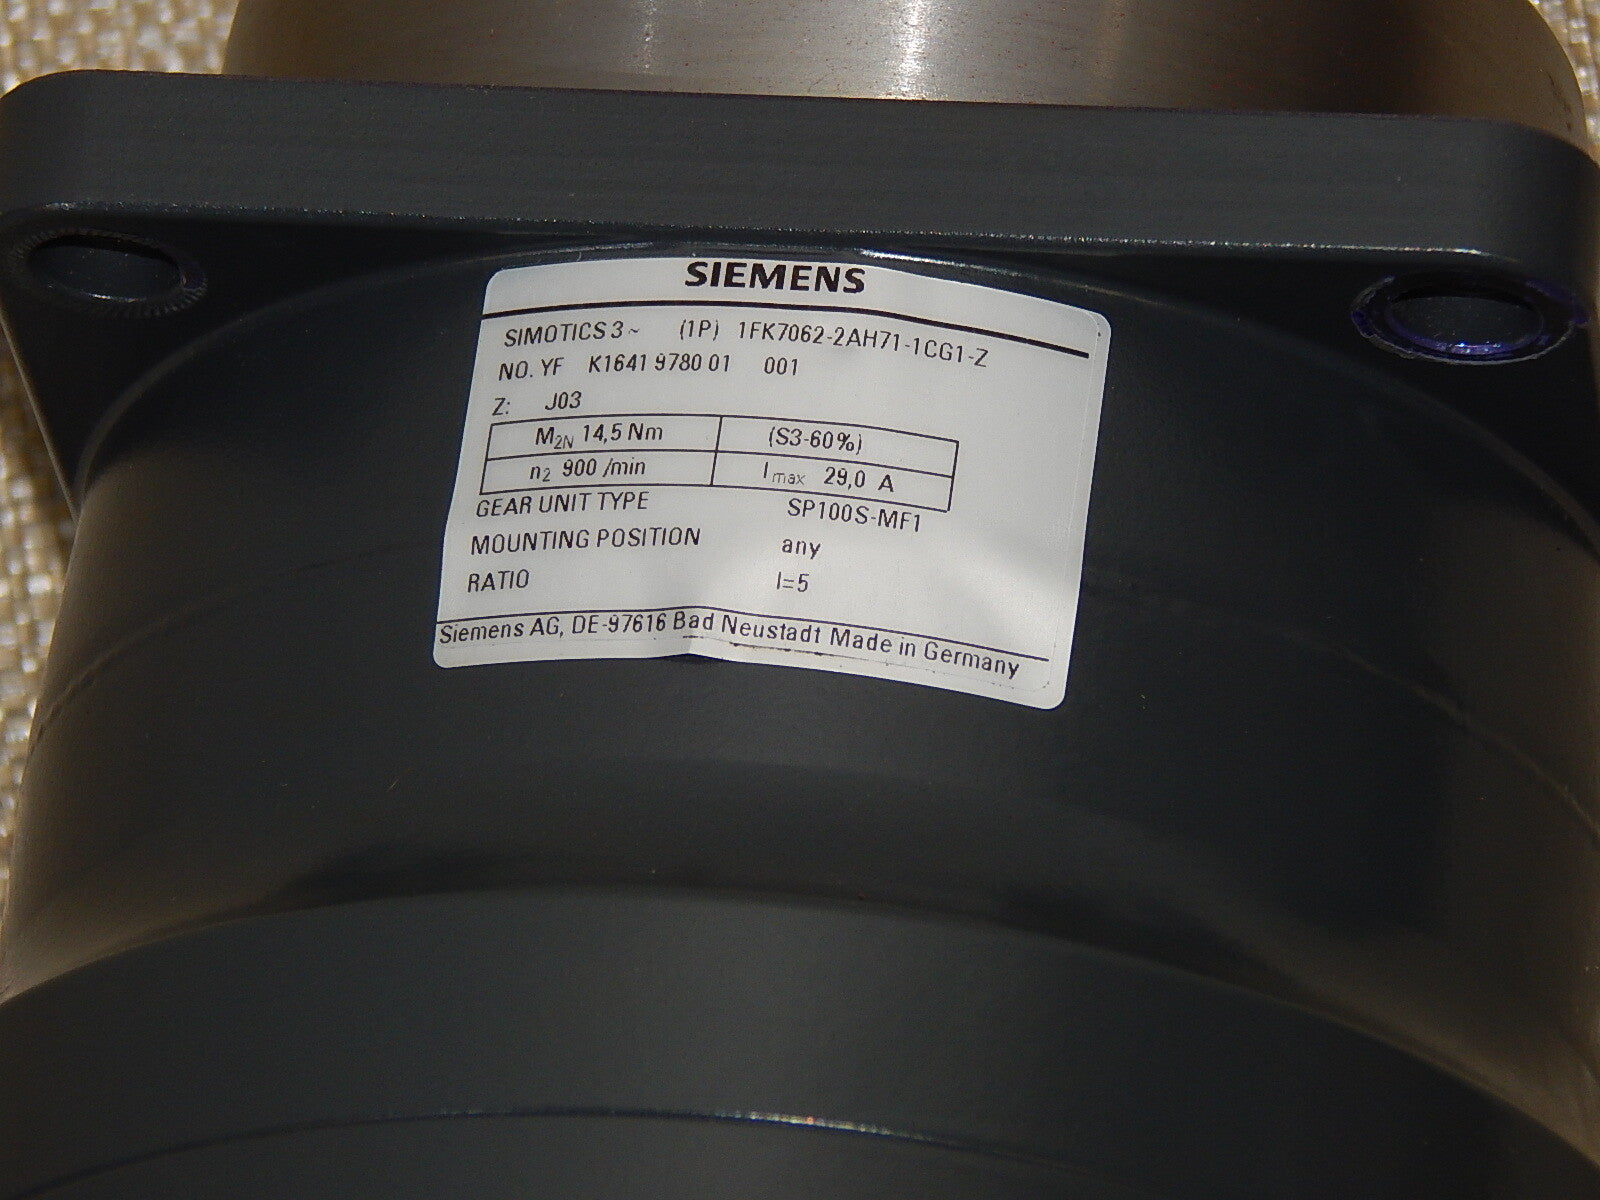 SIEMENS
SIMOTICS 3~ (1P) 1FK7062-2AH71-1CG1-Z
NO. YF K1641 9780 01 001
Z: J03
M2N 14,5 Nm (S3-60%)
n2 900 /min Imax 29,0 A
GEAR UNIT TYPE SP100S-MF1
MOUNTING POSITION any
RATIO I=5
Siemens AG, DE-97616 Bad Neustadt Made in Germany